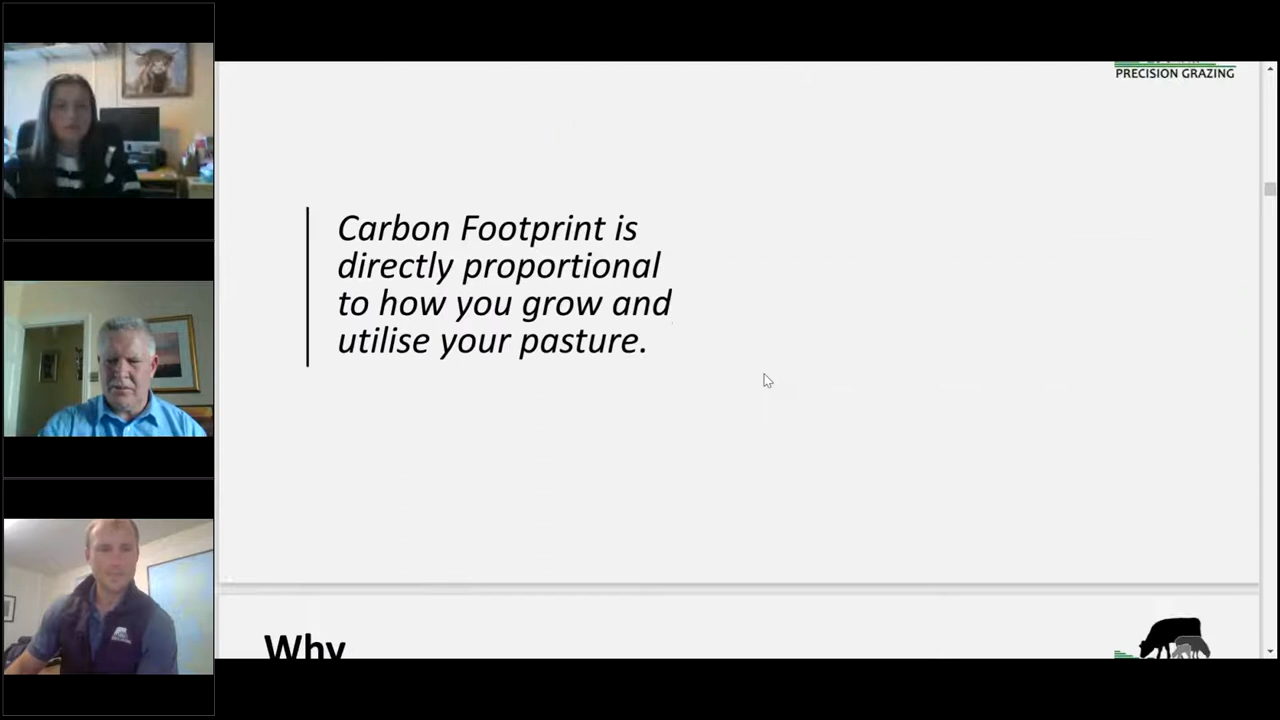 PRECISION GRAZING
Carbon Footprint is
directly proportional
to how you grow and
utilise your pasture.
Why